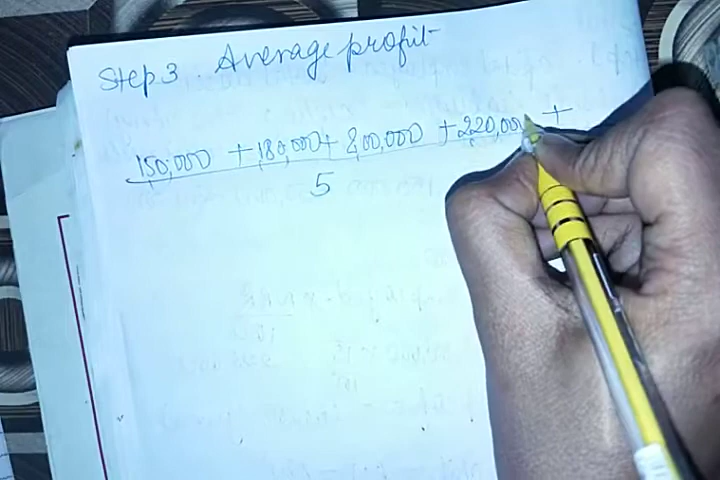 Step 3 Average profit
150,000 + 180,000 + 200,000 + 220,000 +
5